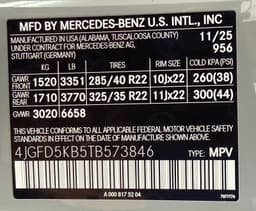 MFD BY MERCEDES-BENZ U.S. INTL., INC
MANUFACTURED IN USA (ALABAMA, TUSCALOOSA COUNTY) 11/25
UNDER CONTRACT FOR MERCEDES-BENZ AG, 956
STUTTGART (GERMANY)
KG LB TIRE SIZE RIM SIZE COLD KPA(PSI)
GAWR FRONT 1520 3351 285/40 R22 10Jx22 260(38)
GAWR REAR 1710 3770 325/35 R22 11Jx22 300(44)
GVWR 3020 6658
THIS VEHICLE CONFORMS TO ALL APPLICABLE U.S. FEDERAL MOTOR VEHICLE
SAFETY STANDARDS IN EFFECT ON THE DATE OF MANUFACTURE SHOWN ABOVE.
4JGFD5KB5TB573846 TYPE: MPV
A 000 817 52 04